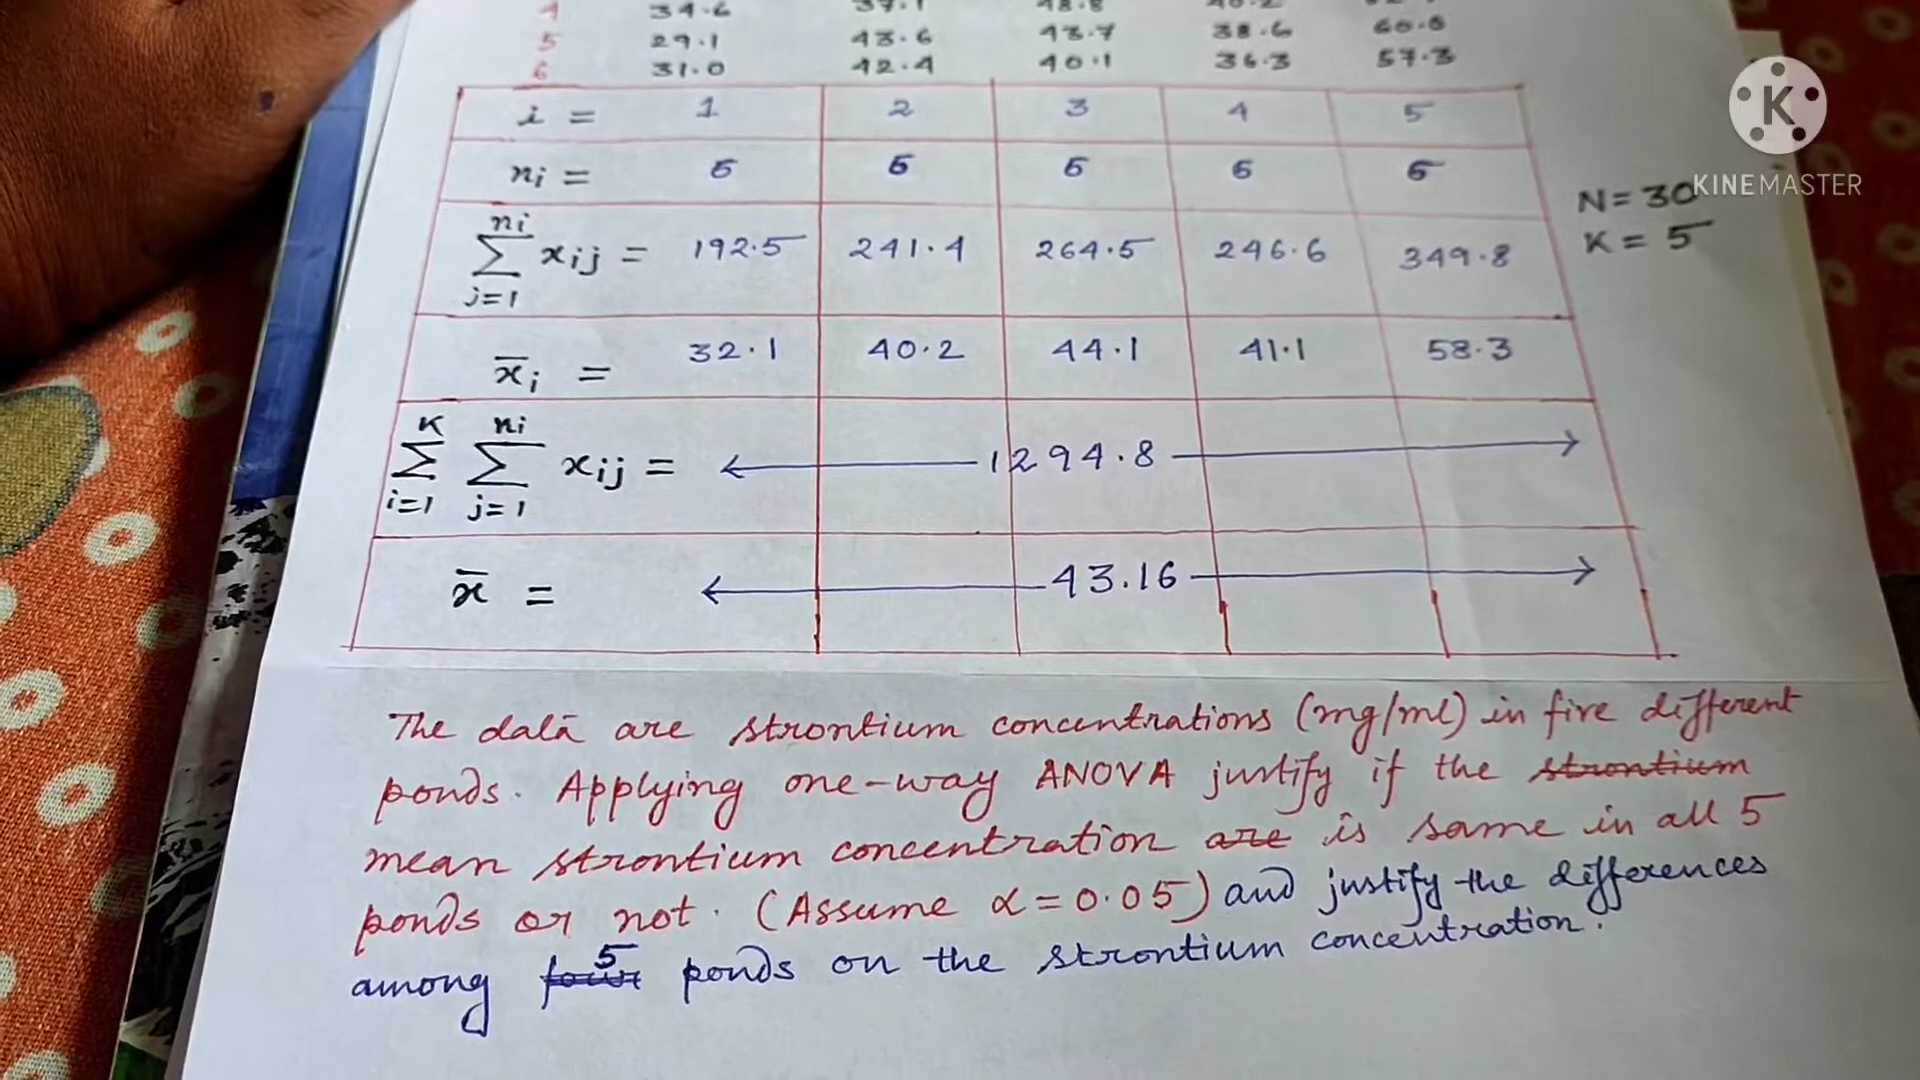 5 29.1 43.6 43.7 38.6 60.0
6 31.0 42.4 40.1 36.3 57.3
i = 1 2 3 4 5
ni = 6 6 6 6 6
ni
∑ xij = 192.5 241.4 264.5 246.6 349.8
j=1
x̄i = 32.1 40.2 44.1 41.1 58.3
K ni
∑ ∑ xij = 1294.8
i=1 j=1
x̄ = 43.16
N = 30
K = 5
K
KINEMASTER
The data are strontium concentrations (mg/ml) in five different
ponds. Applying one-way ANOVA justify if the strontium
mean strontium concentration are is same in all 5
ponds or not. (Assume α = 0.05) and justify the differences
among four 5 ponds on the strontium concentration.